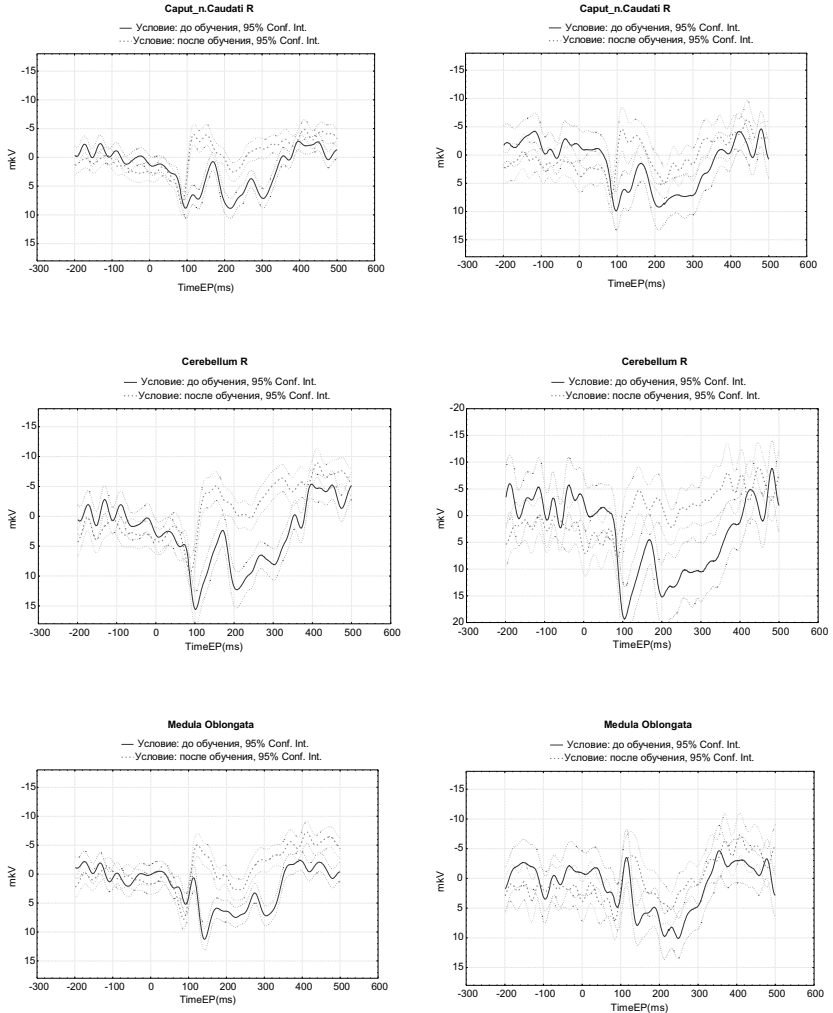 Caput_n.Caudati R
Условие: до обучения, 95% Conf. Int.
Условие: после обучения, 95% Conf. Int.
-15
-10
-5
0
5
10
15
mkV
-300 -200 -100 0 100 200 300 400 500 600
TimeEP(ms)
Caput_n.Caudati R
Условие: до обучения, 95% Conf. Int.
Условие: после обучения, 95% Conf. Int.
-15
-10
-5
0
5
10
15
mkV
-300 -200 -100 0 100 200 300 400 500 600
TimeEP(ms)
Cerebellum R
Условие: до обучения, 95% Conf. Int.
Условие: после обучения, 95% Conf. Int.
-15
-10
-5
0
5
10
15
mkV
-300 -200 -100 0 100 200 300 400 500 600
TimeEP(ms)
Cerebellum R
Условие: до обучения, 95% Conf. Int.
Условие: после обучения, 95% Conf. Int.
-20
-15
-10
-5
0
5
10
15
20
mkV
-300 -200 -100 0 100 200 300 400 500 600
TimeEP(ms)
Medula Oblongata
Условие: до обучения, 95% Conf. Int.
Условие: после обучения, 95% Conf. Int.
-15
-10
-5
0
5
10
15
mkV
-300 -200 -100 0 100 200 300 400 500 600
TimeEP(ms)
Medula Oblongata
Условие: до обучения, 95% Conf. Int.
Условие: после обучения, 95% Conf. Int.
-15
-10
-5
0
5
10
15
mkV
-300 -200 -100 0 100 200 300 400 500 600
TimeEP(ms)